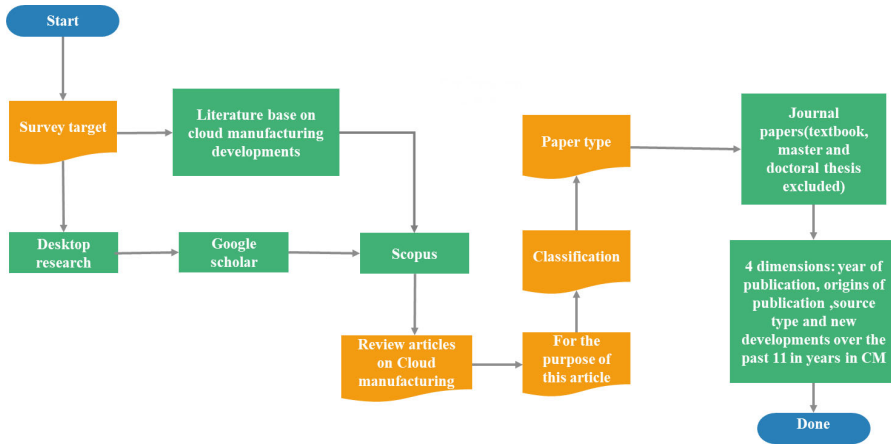 Start
Survey target
Literature base on
cloud manufacturing
developments
Desktop
research
Google
scholar
Scopus
Review articles
on Cloud
manufacturing
For the
purpose of
this article
Classification
Paper type
Journal
papers(textbook,
master and
doctoral thesis
excluded)
4 dimensions: year of
publication, origins of
publication ,source
type and new
developments over the
past 11 in years in CM
Done